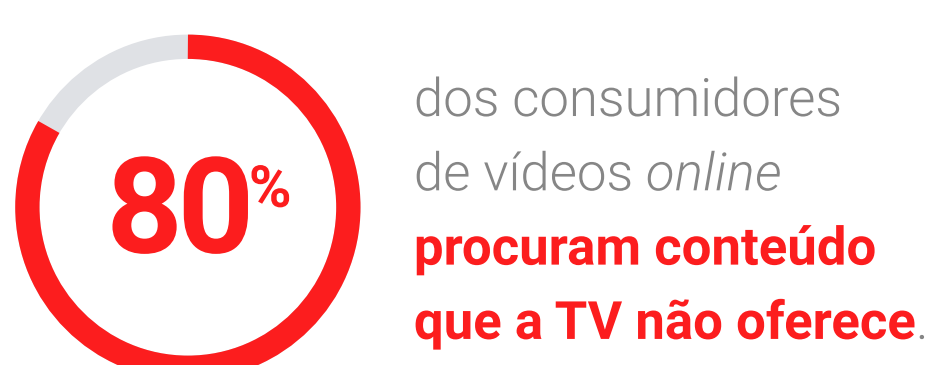 80%
dos consumidores
de vídeos online
procuram conteúdo
que a TV não oferece.